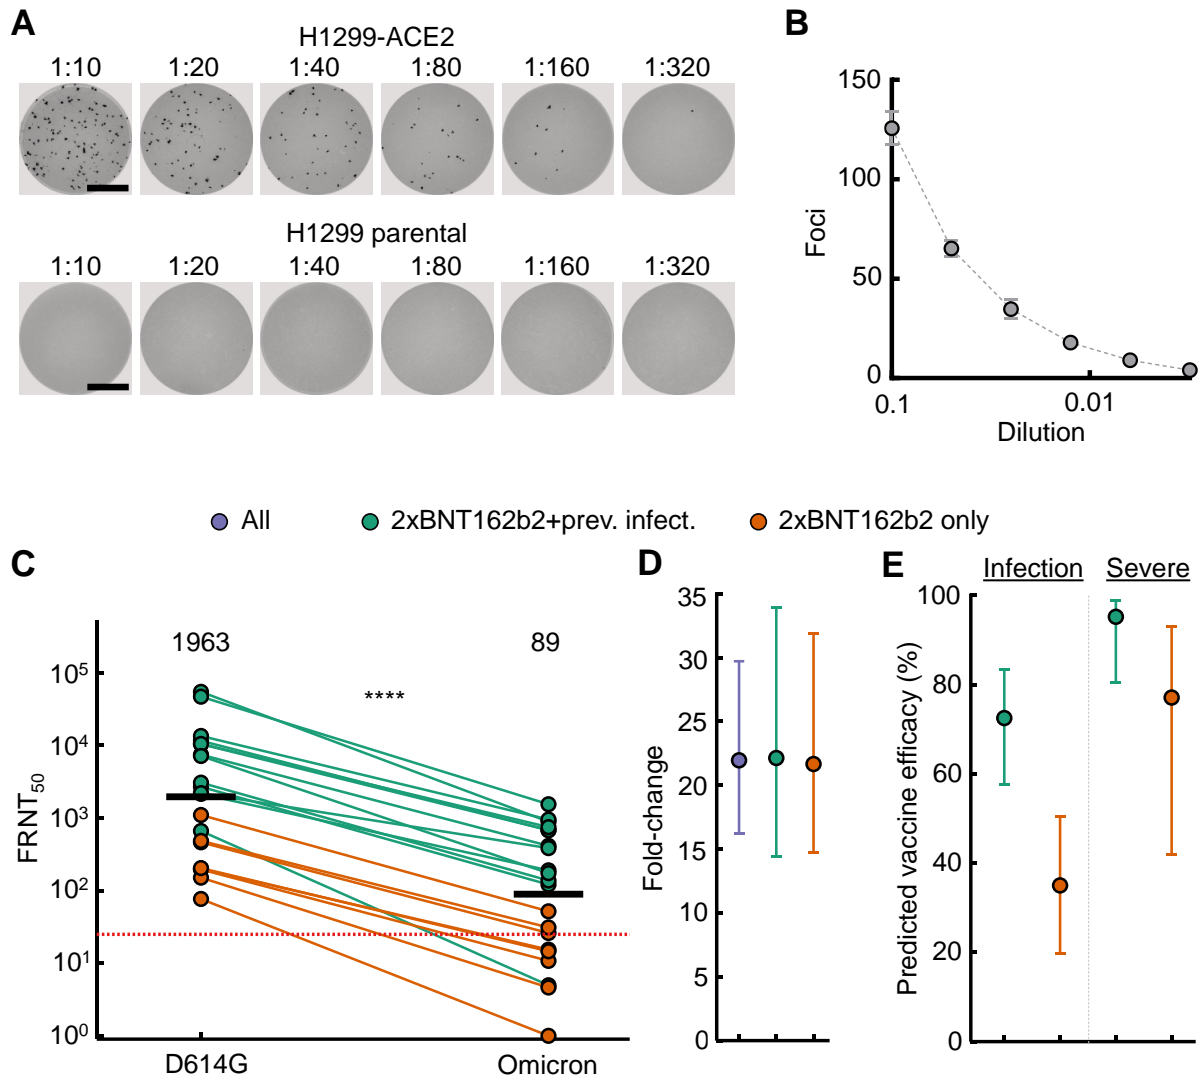 A
H1299-ACE2
1:10 1:20 1:40 1:80 1:160 1:320
H1299 parental
1:10 1:20 1:40 1:80 1:160 1:320
B
150
100
50
0
Foci
0.1 0.01
Dilution
All 2xBNT162b2+prev. infect. 2xBNT162b2 only
C
1963 89
****
10⁵
10⁴
10³
10²
10¹
10⁰
FRNT₅₀
D614G Omicron
D
35
30
25
20
15
10
5
0
Fold-change
E
Infection Severe
100
80
60
40
20
0
Predicted vaccine efficacy (%)